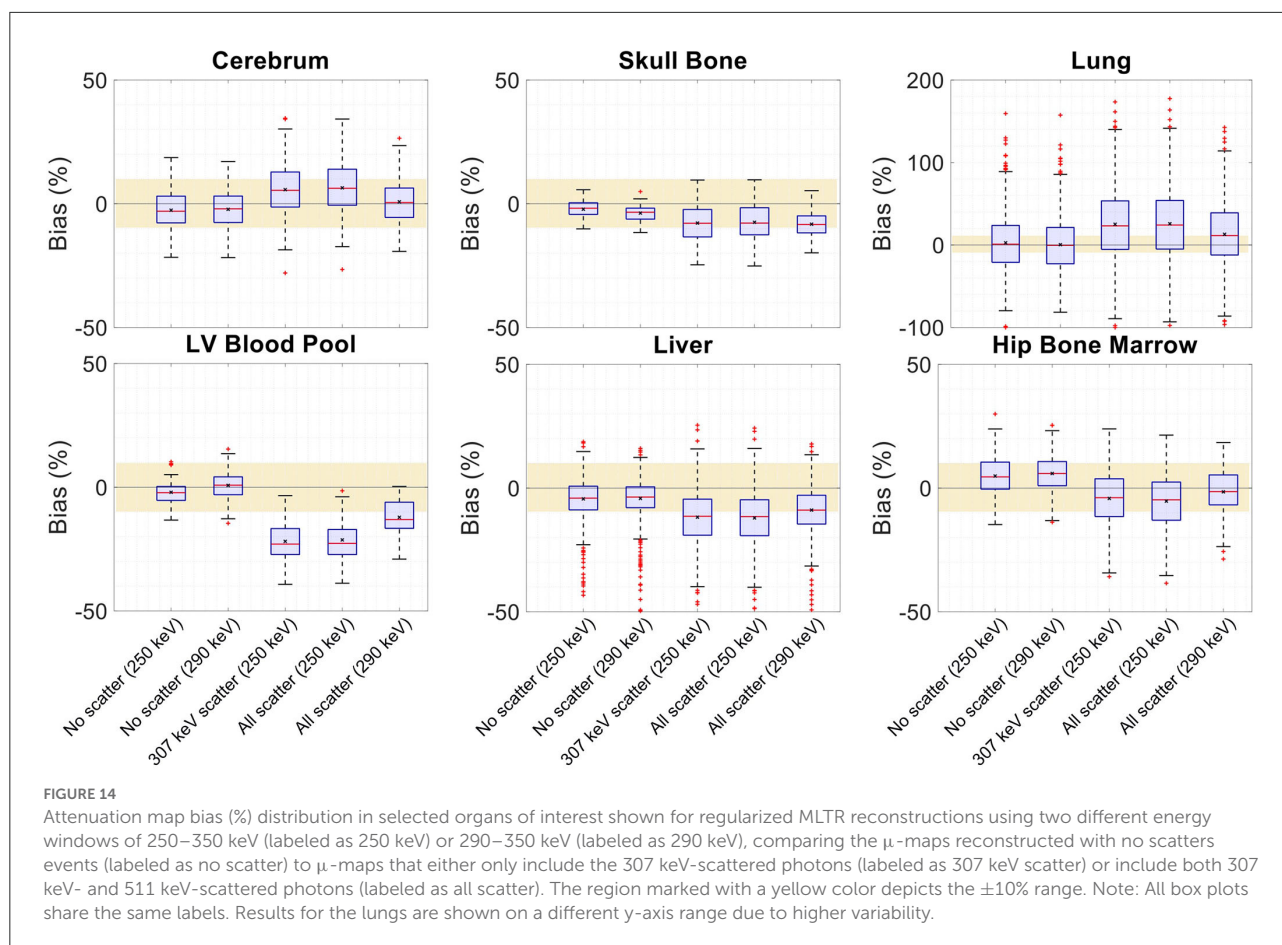 Cerebrum
Skull Bone
Lung
50
0
-50
Bias (%)
50
0
-50
Bias (%)
200
100
0
-100
Bias (%)
LV Blood Pool
Liver
Hip Bone Marrow
50
0
-50
Bias (%)
50
0
-50
Bias (%)
50
0
-50
Bias (%)
No scatter (250 keV)
No scatter (290 keV)
307 keV scatter (250 keV)
All scatter (250 keV)
All scatter (290 keV)
No scatter (250 keV)
No scatter (290 keV)
307 keV scatter (250 keV)
All scatter (250 keV)
All scatter (290 keV)
No scatter (250 keV)
No scatter (290 keV)
307 keV scatter (250 keV)
All scatter (250 keV)
All scatter (290 keV)
FIGURE 14
Attenuation map bias (%) distribution in selected organs of interest shown for regularized MLTR reconstructions using two different energy
windows of 250–350 keV (labeled as 250 keV) or 290–350 keV (labeled as 290 keV), comparing the μ-maps reconstructed with no scatters
events (labeled as no scatter) to μ-maps that either only include the 307 keV-scattered photons (labeled as 307 keV scatter) or include both 307
keV- and 511 keV-scattered photons (labeled as all scatter). The region marked with a yellow color depicts the ±10% range. Note: All box plots
share the same labels. Results for the lungs are shown on a different y-axis range due to higher variability.